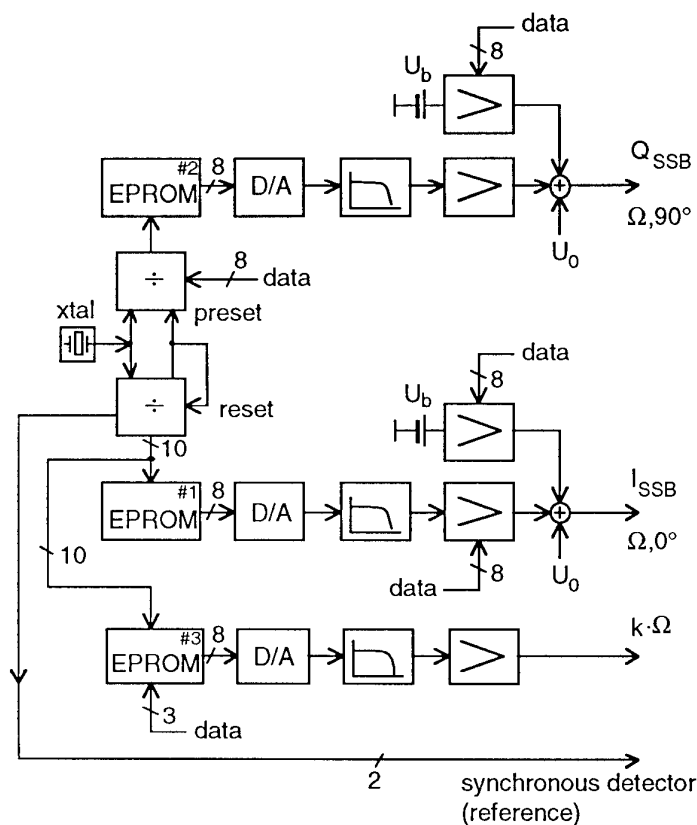 data
8
U_b
>
#2
EPROM
8
D/A
>
+
Q_SSB
Ω,90°
U_0
÷
8
data
xtal
preset
÷
reset
10
data
8
U_b
>
#1
EPROM
8
D/A
>
+
I_SSB
Ω,0°
U_0
data
8
10
#3
EPROM
8
D/A
>
k·Ω
3
data
2
synchronous detector
(reference)